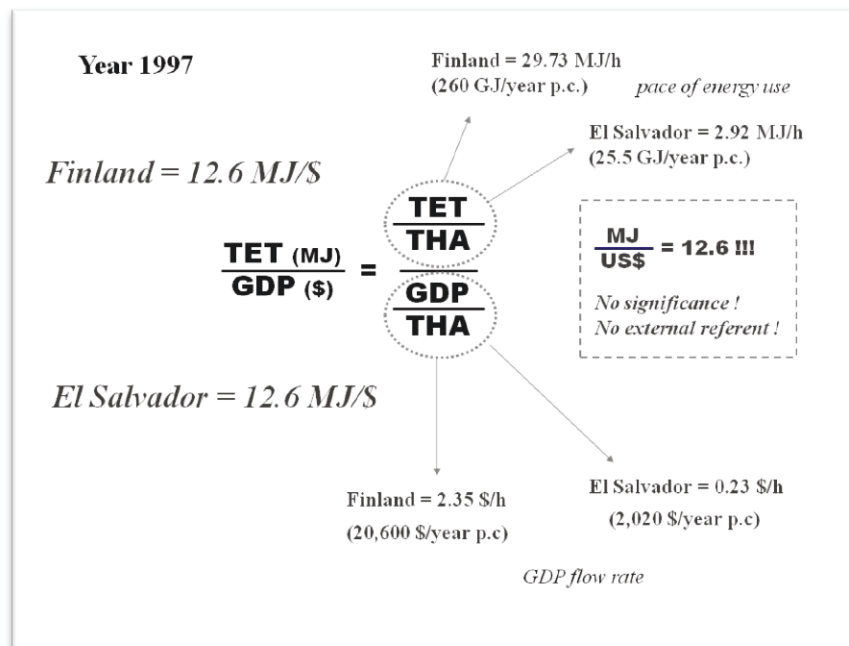 Year 1997
Finland = 29.73 MJ/h
(260 GJ/year p.c.)
pace of energy use
El Salvador = 2.92 MJ/h
(25.5 GJ/year p.c.)
Finland = 12.6 MJ/$
TET (MJ)
GDP ($)
=
TET
THA
GDP
THA
MJ
US$
= 12.6 !!!
No significance !
No external referent !
El Salvador = 12.6 MJ/$
Finland = 2.35 $/h
(20,600 $/year p.c)
El Salvador = 0.23 $/h
(2,020 $/year p.c)
GDP flow rate